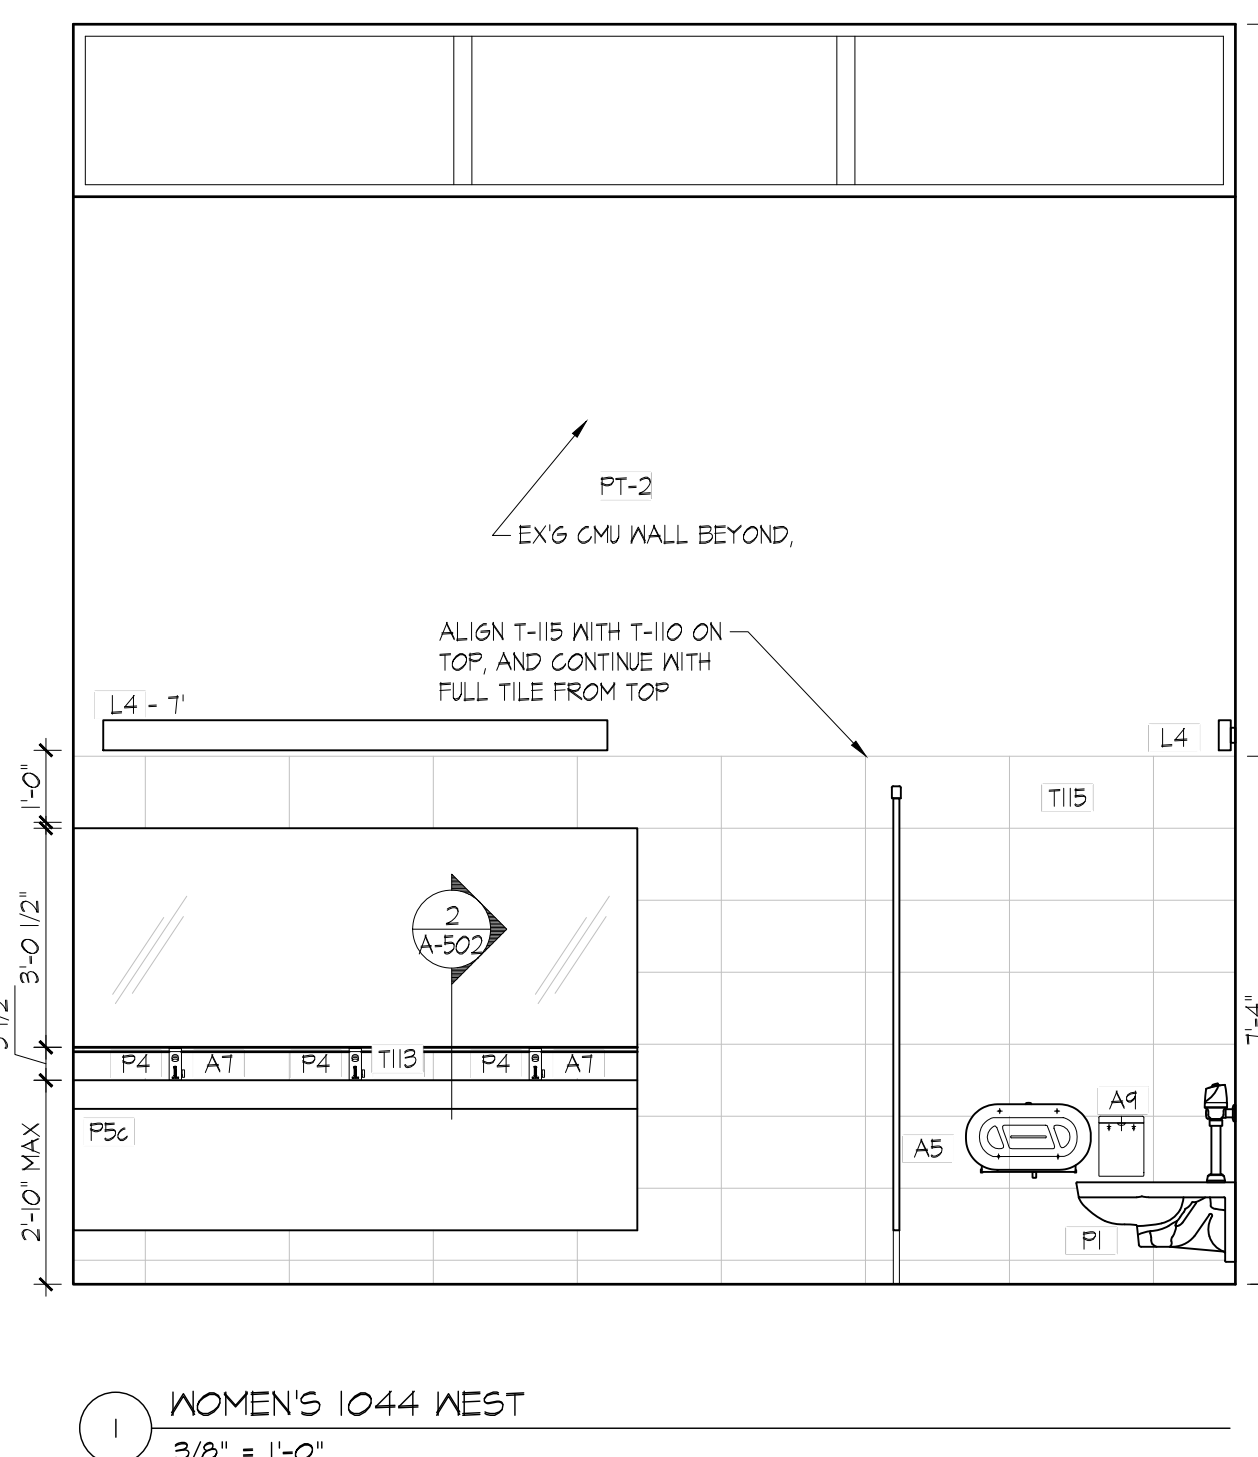 PT-2
EX'G CMU WALL BEYOND,
ALIGN T-115 WITH T-110 ON
TOP, AND CONTINUE WITH
FULL TILE FROM TOP
L4 - 7'
L4
1'-0"
T115
3'-0 1/2"
2
A-502
7'-4"
P4
A7
P4
T113
P4
A7
A9
P5c
A5
2'-10" MAX
P1
1
WOMEN'S 1044 WEST
3/8" = 1'-0"